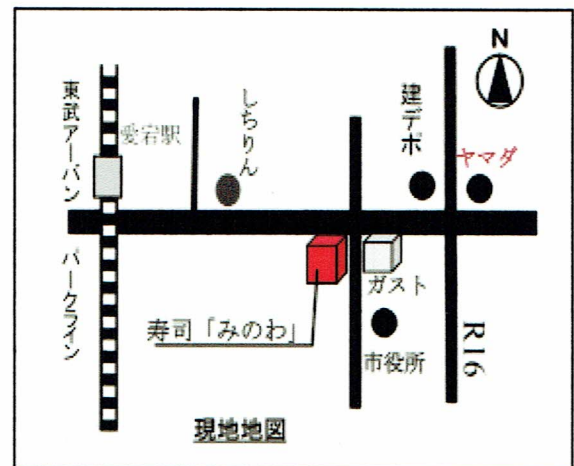 N
東武アーバン
パークライン
愛宕駅
しちりん
建デポ
ヤマダ
ガスト
寿司「みのわ」
市役所
R16
現地地図